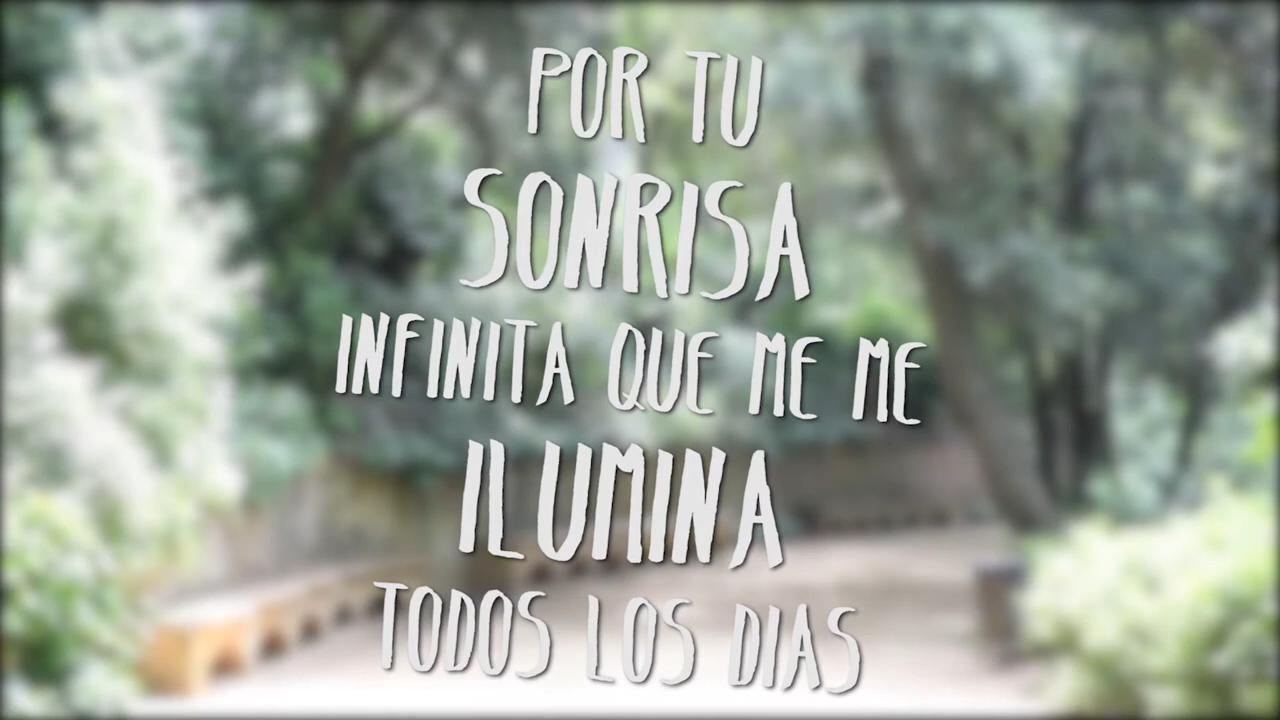 POR TU
SONRISA
INFINITA QUE ME ME
ILUMINA
TODOS LOS DIAS